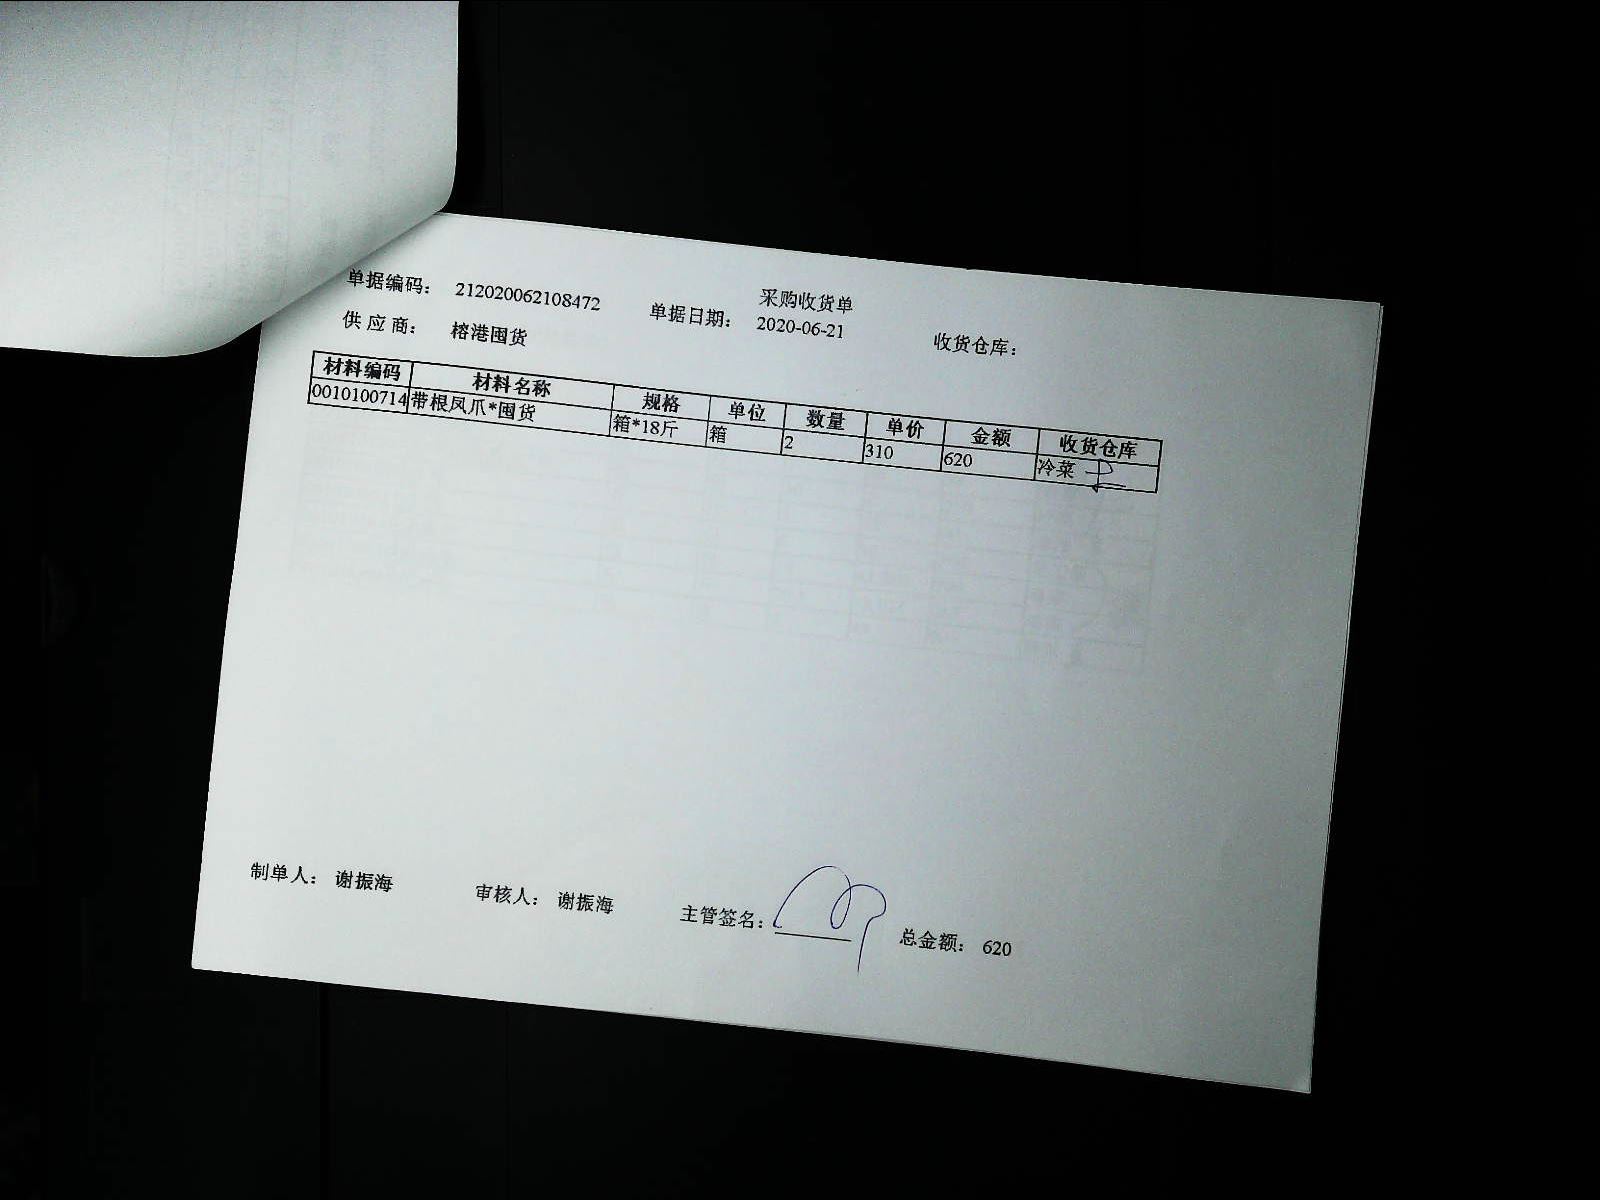 采购收货单
单据编码： 212020062108472 单据日期： 2020-06-21 收货仓库：
供 应 商： 榕港囤货
材料编码 材料名称 规格 单位 数量 单价 金额 收货仓库
0010100714 带根凤爪*囤货 箱*18斤 箱 2 310 620 冷菜
制单人： 谢振海 审核人： 谢振海 主管签名： 总金额： 620